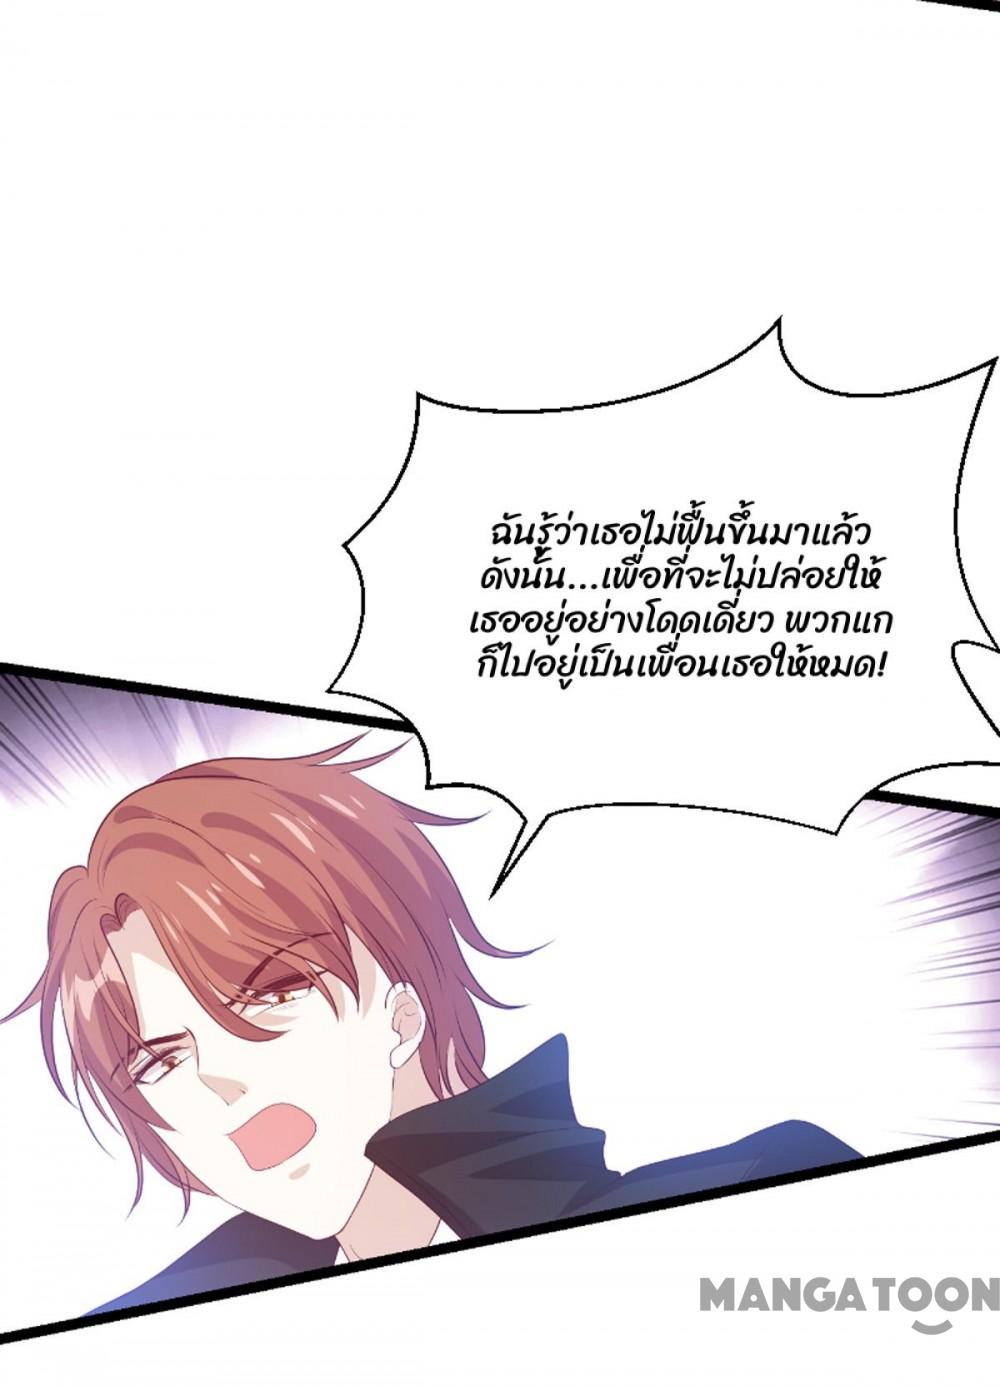 ฉันรู้ว่าเธอไม่ฟื้นขึ้นมาแล้ว
ดังนั้น...เพื่อที่จะไม่ปล่อยให้
เธออยู่อย่างโดดเดี่ยว พวกแก
ก็ไปอยู่เป็นเพื่อนเธอให้หมด!
MANGATOON